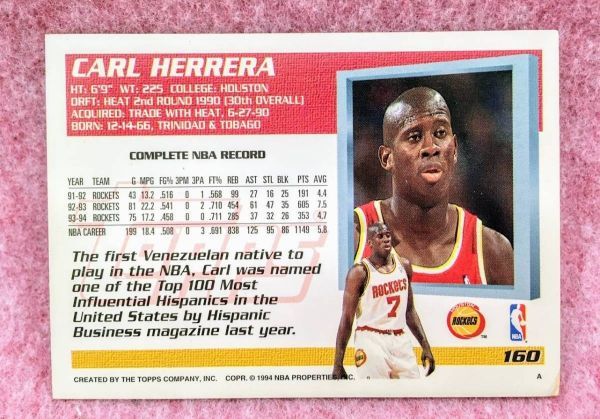 CARL HERRERA
HT: 6'9" WT: 225 COLLEGE: HOUSTON
DRFT: HEAT 2nd ROUND 1990 (30th OVERALL)
ACQUIRED: TRADE WITH HEAT, 6-27-90
BORN: 12-14-66, TRINIDAD & TOBAGO
COMPLETE NBA RECORD
YEAR TEAM G MPG FG% 3PM 3PA FT% REB AST STL BLK PTS AVG
91-92 ROCKETS 43 13.2 .516 0 1 .568 99 27 16 25 191 4.4
92-93 ROCKETS 81 22.2 .541 0 2 .710 454 61 47 35 605 7.5
93-94 ROCKETS 75 17.2 .458 0 0 .711 285 37 32 26 353 4.7
NBA CAREER 199 18.4 .508 0 3 .691 838 125 95 86 1149 5.8
The first Venezuelan native to
play in the NBA, Carl was named
one of the Top 100 Most
Influential Hispanics in the
United States by Hispanic
Business magazine last year.
ROCKETS
7
HOUSTON
ROCKETS
TM
NBA
160
CREATED BY THE TOPPS COMPANY, INC. COPR. © 1994 NBA PROPERTIES, INC.
A